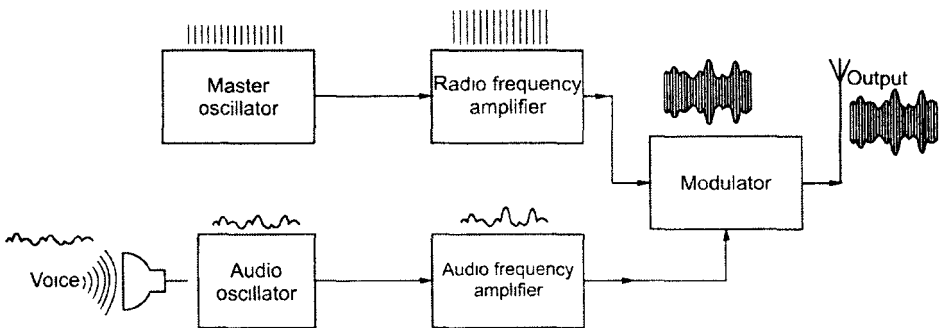 Master
oscillator
Radio frequency
amplifier
Output
Modulator
Voice
Audio
oscillator
Audio frequency
amplifier